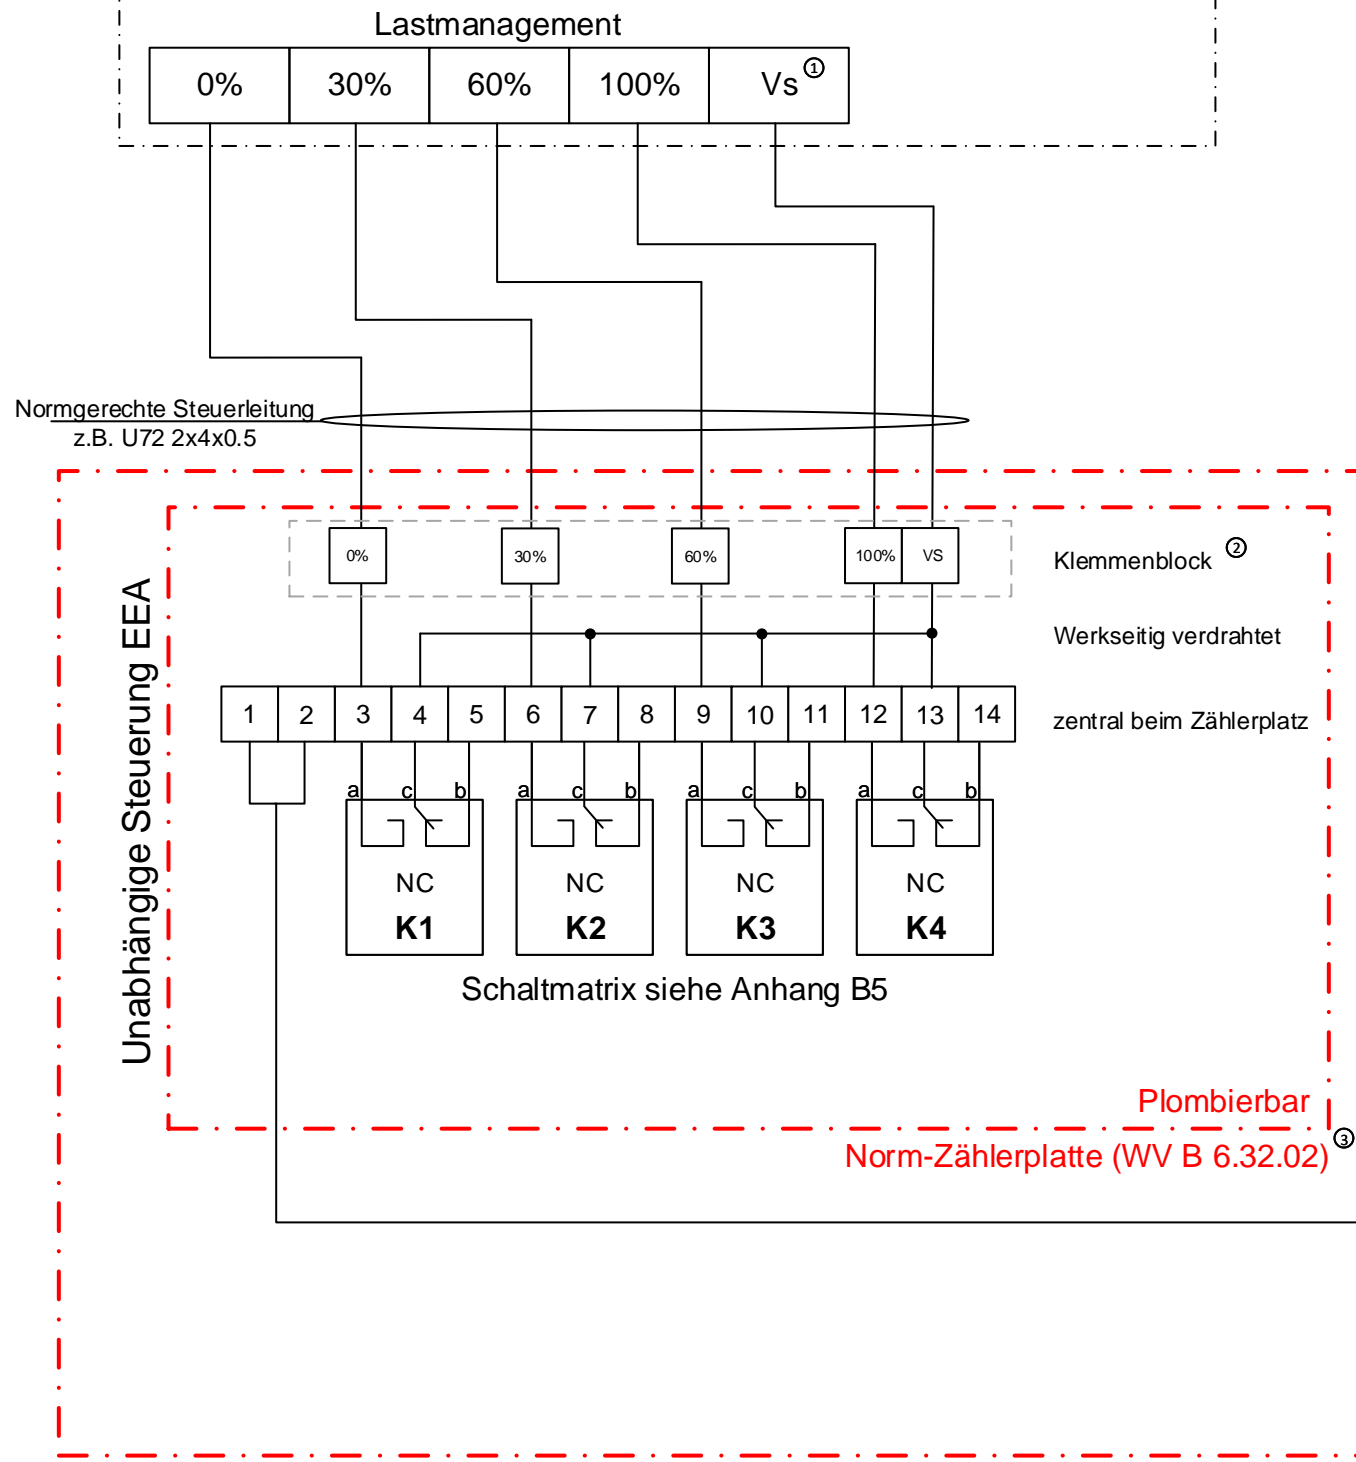 Lastmanagement
0% 30% 60% 100% Vs ①
Normgerechte Steuerleitung
z.B. U72 2x4x0.5
0% 30% 60% 100% VS
Klemmenblock ②
Werkseitig verdrahtet
1 2 3 4 5 6 7 8 9 10 11 12 13 14
zentral beim Zählerplatz
a c b a c b a c b a c b
NC NC NC NC
K1 K2 K3 K4
Schaltmatrix siehe Anhang B5
Unabhängige Steuerung EEA
Plombierbar
Norm-Zählerplatte (WV B 6.32.02) ③